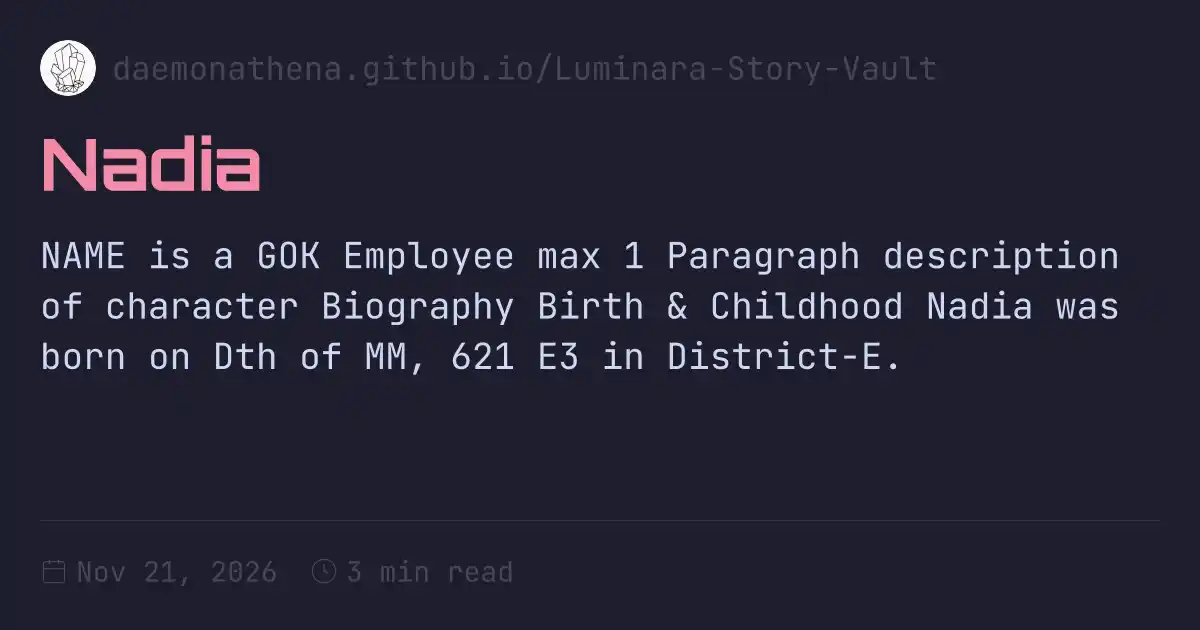 daemonathena.github.io/Luminara-Story-Vault
Nadia
NAME is a GOK Employee max 1 Paragraph description
of character Biography Birth & Childhood Nadia was
born on Dth of MM, 621 E3 in District-E.
Nov 21, 2026 3 min read